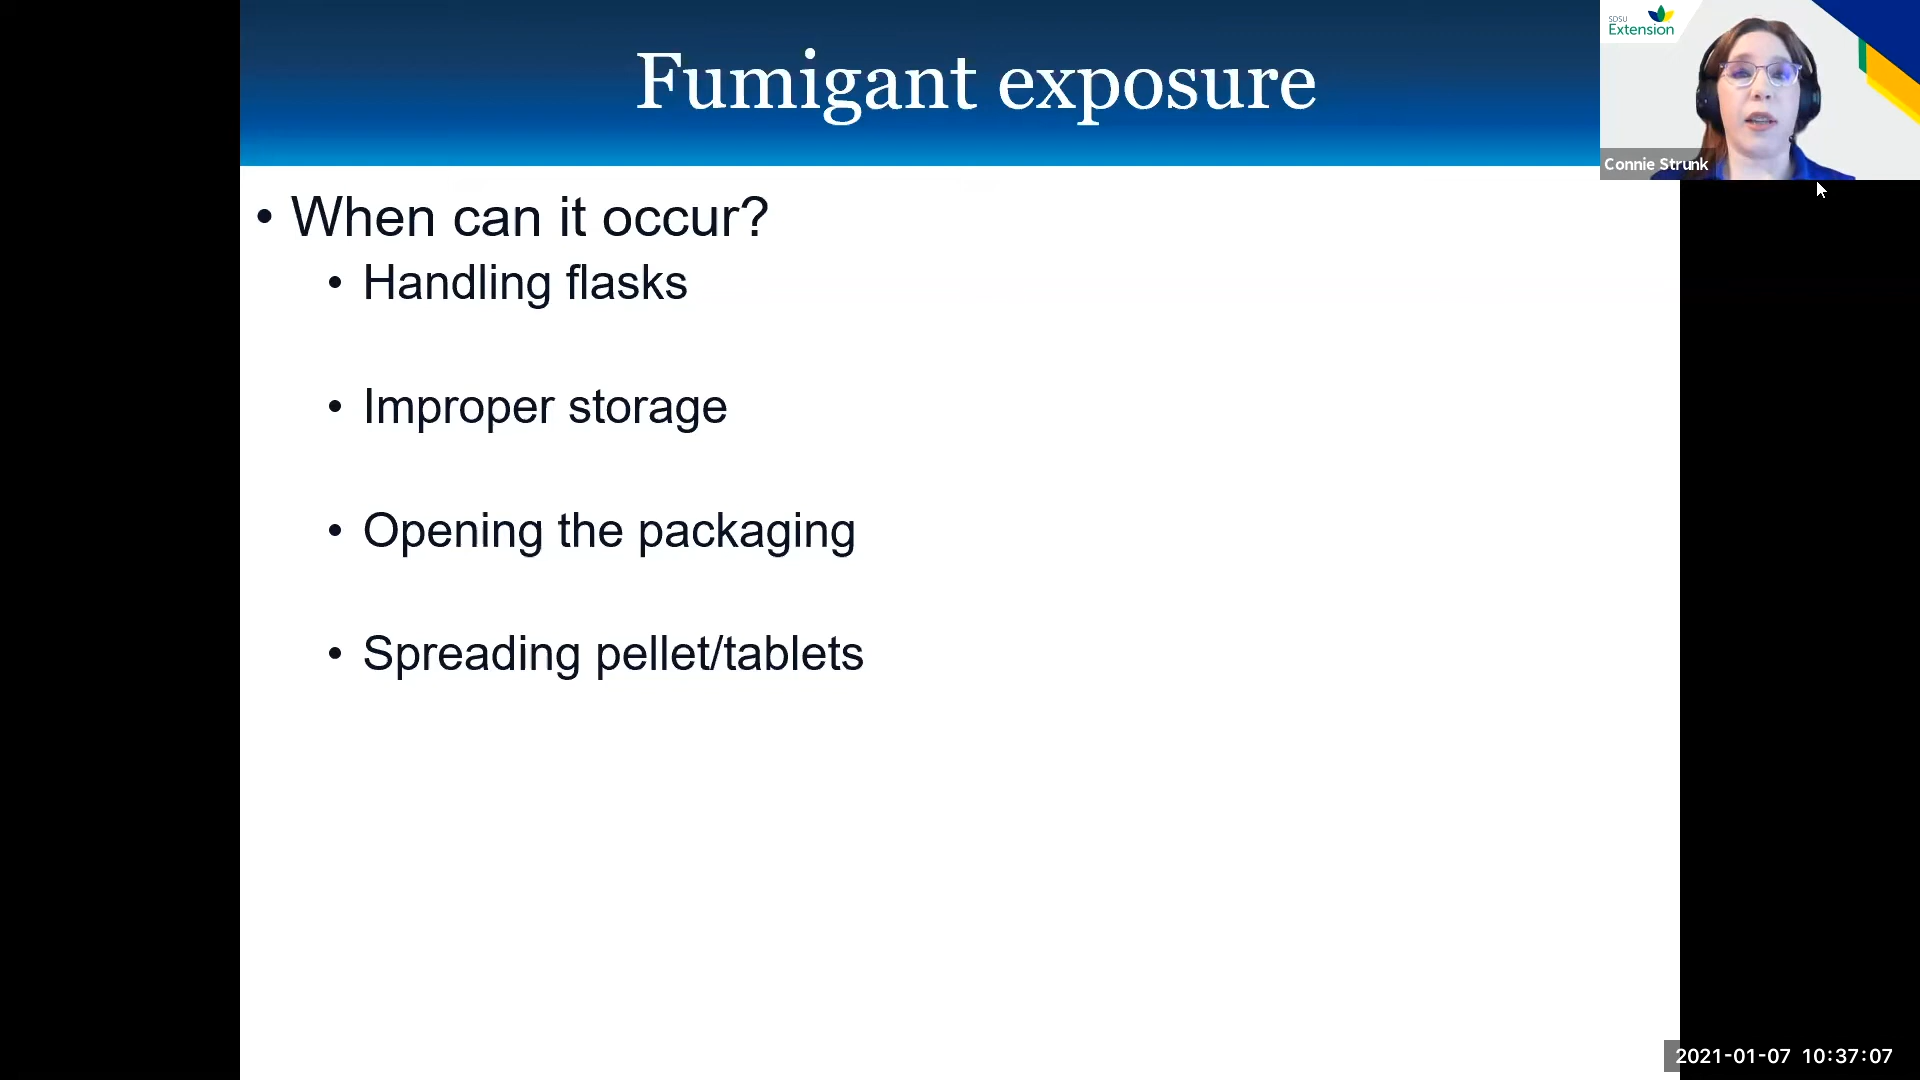 Fumigant exposure
SDSU
Extension
Connie Strunk
• When can it occur?
• Handling flasks
• Improper storage
• Opening the packaging
• Spreading pellet/tablets
2021-01-07 10:37:07